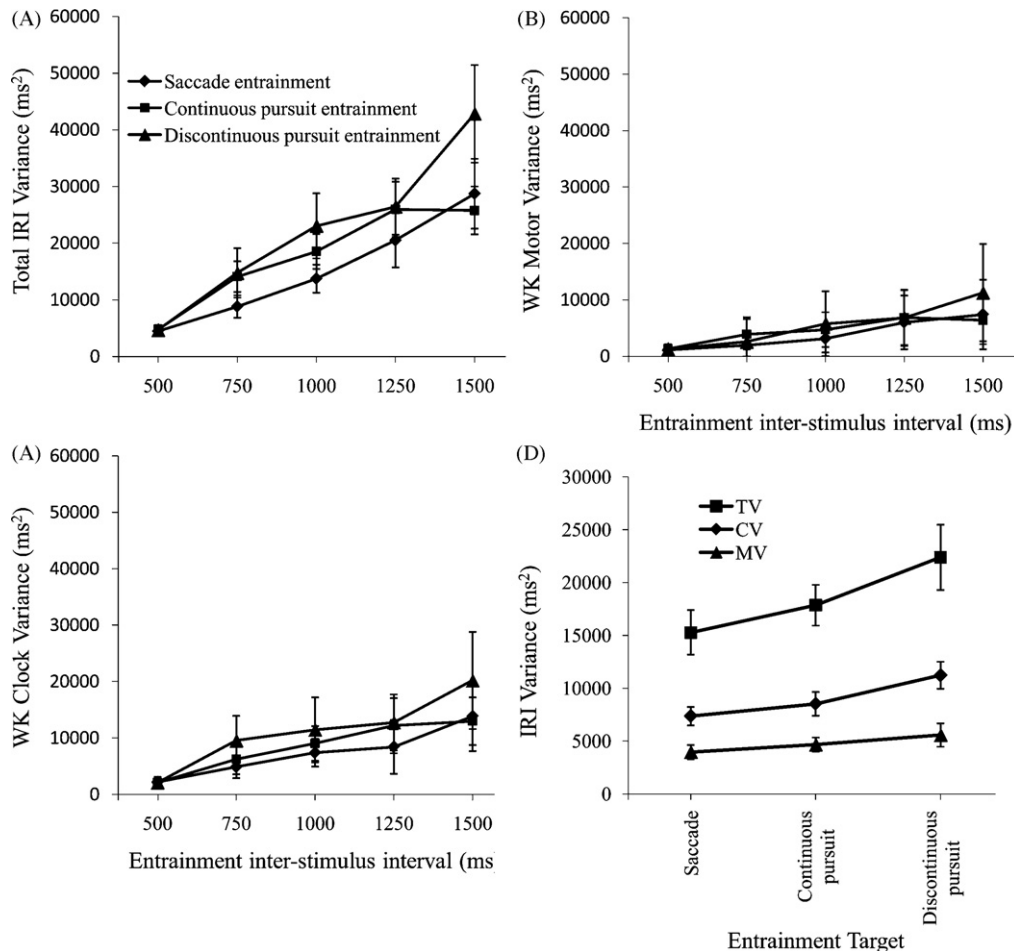 (A)
60000
50000
40000
30000
20000
10000
0
Total IRI Variance (ms²)
Saccade entrainment
Continuous pursuit entrainment
Discontinuous pursuit entrainment
500 750 1000 1250 1500
(B)
60000
50000
40000
30000
20000
10000
0
WK Motor Variance (ms²)
500 750 1000 1250 1500
Entrainment inter-stimulus interval (ms)
(A)
60000
50000
40000
30000
20000
10000
0
WK Clock Variance (ms²)
500 750 1000 1250 1500
Entrainment inter-stimulus interval (ms)
(D)
30000
25000
20000
15000
10000
5000
0
IRI Variance (ms²)
TV
CV
MV
Saccade
Continuous
pursuit
Discontinuous
pursuit
Entrainment Target